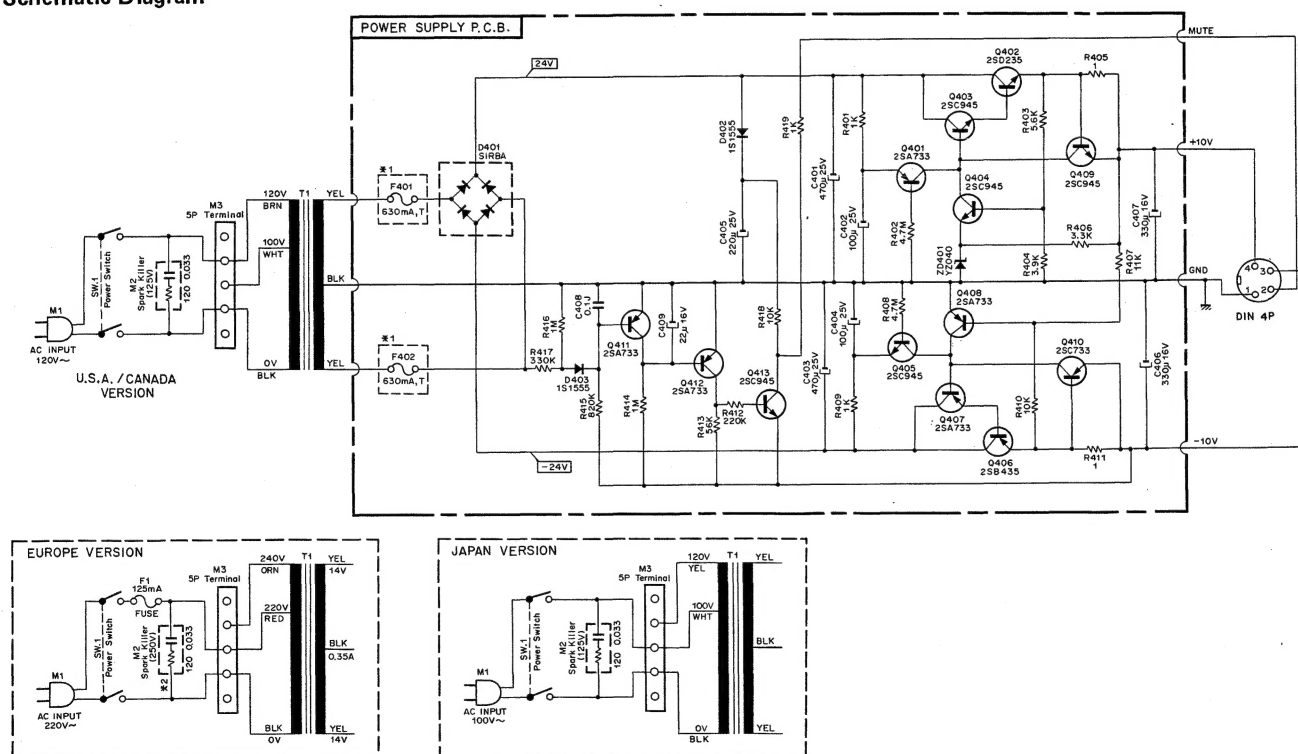 Schematic Diagram
POWER SUPPLY P.C.B.
MUTE
24V
Q402
2SD235
R405
1
Q403
2SC945
D402
1S1555
R419
1K
C401
470μ 25V
R401
1K
R403
5.6K
Q401
2SA733
Q409
2SC945
+10V
D401
SIRBA
*1
F401
630mA,T
120V
BRN
T1
YEL
M3
5P Terminal
100V
WHT
C405
220μ 25V
C402
100μ 25V
R402
4.7M
Q404
2SC945
R406
3.3K
C407
330μ 16V
ZD401
YZ040
R404
3.9K
R407
11K
SW.1
Power Switch
M2
Spark Killer
(125V)
120 0.033
BLK
GND
4
3
1
2
DIN 4P
M1
AC INPUT
120V~
C408
0.1J
R416
1M
Q411
2SA733
C409
22μ 16V
R418
10K
C404
100μ 25V
R408
4.7M
Q408
2SA733
*1
F402
630mA,T
0V
BLK
YEL
R417
330K
D403
1S1555
Q412
2SA733
Q413
2SC945
C403
470μ 25V
Q405
2SC945
Q410
2SC733
C406
330μ 16V
U.S.A. / CANADA
VERSION
R415
820K
R414
1M
R413
56K
R412
220K
R409
1K
Q407
2SA733
R410
10K
Q406
2SB435
R411
1
-10V
-24V
EUROPE VERSION
F1
125mA
FUSE
M3
5P Terminal
240V
ORN
T1
YEL
14V
220V
RED
SW.1
Power Switch
M2
Spark Killer
(250V)
120 0.033
*2
BLK
0.35A
M1
AC INPUT
220V~
BLK
0V
YEL
14V
JAPAN VERSION
M3
5P Terminal
120V
YEL
T1
YEL
100V
WHT
SW.1
Power Switch
M2
Spark Killer
(125V)
120 0.033
BLK
M1
AC INPUT
100V~
0V
BLK
YEL